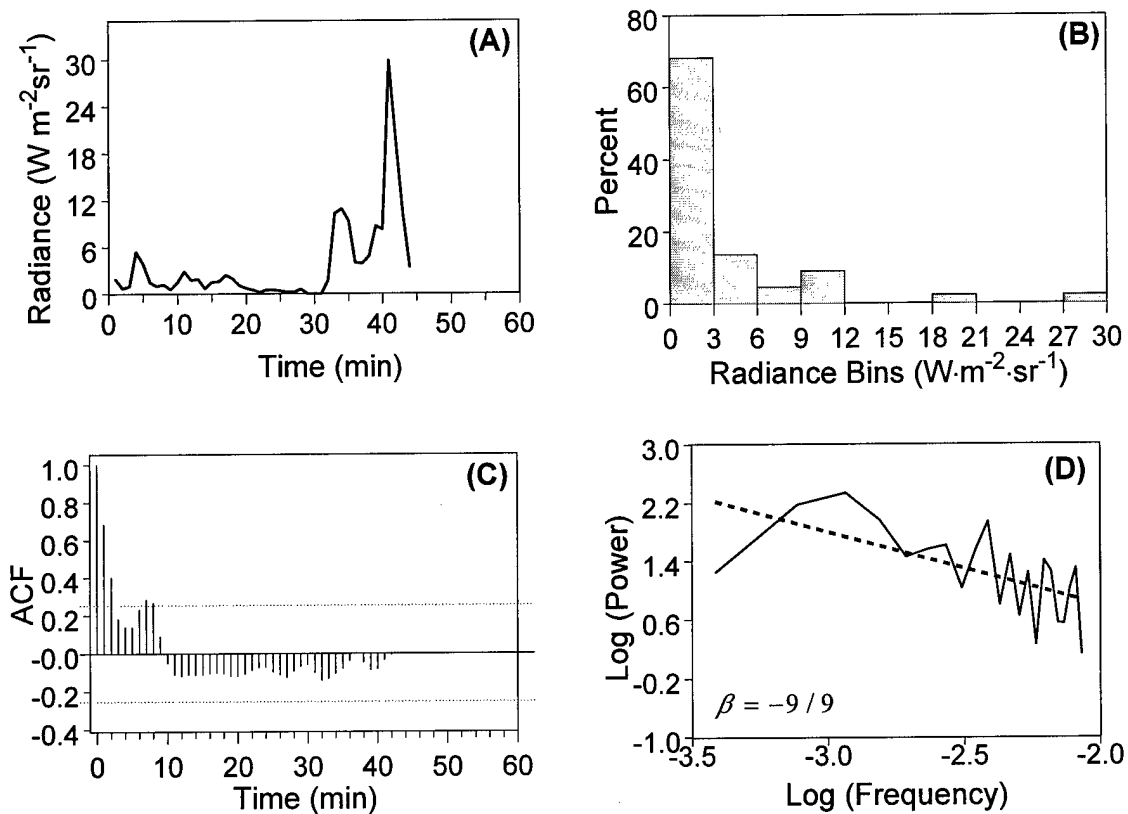 (A)
Radiance (W m⁻²sr⁻¹)
30
24
18
12
6
0
0 10 20 30 40 50 60
Time (min)
(B)
Percent
80
60
40
20
0
0 3 6 9 12 15 18 21 24 27 30
Radiance Bins (W·m⁻²·sr⁻¹)
(C)
ACF
1.0
0.8
0.6
0.4
0.2
-0.0
-0.2
-0.4
0 10 20 30 40 50 60
Time (min)
(D)
Log (Power)
3.0
2.2
1.4
0.6
-0.2
-1.0
β = −9 / 9
-3.5 -3.0 -2.5 -2.0
Log (Frequency)